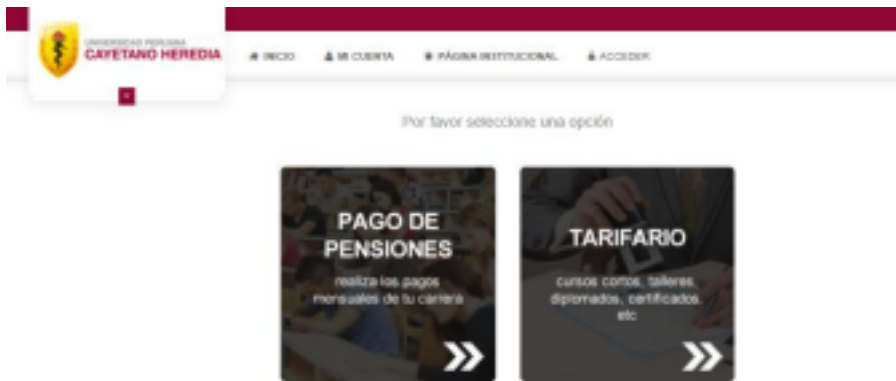 UNIVERSIDAD PERUANA
CAYETANO HEREDIA
INICIO
MI CUENTA
PÁGINA INSTITUCIONAL
ACCEDER
Por favor seleccione una opción
PAGO DE
PENSIONES
realiza los pagos
mensuales de tu carrera
TARIFARIO
cursos cortos, talleres,
diplomados, certificados,
etc